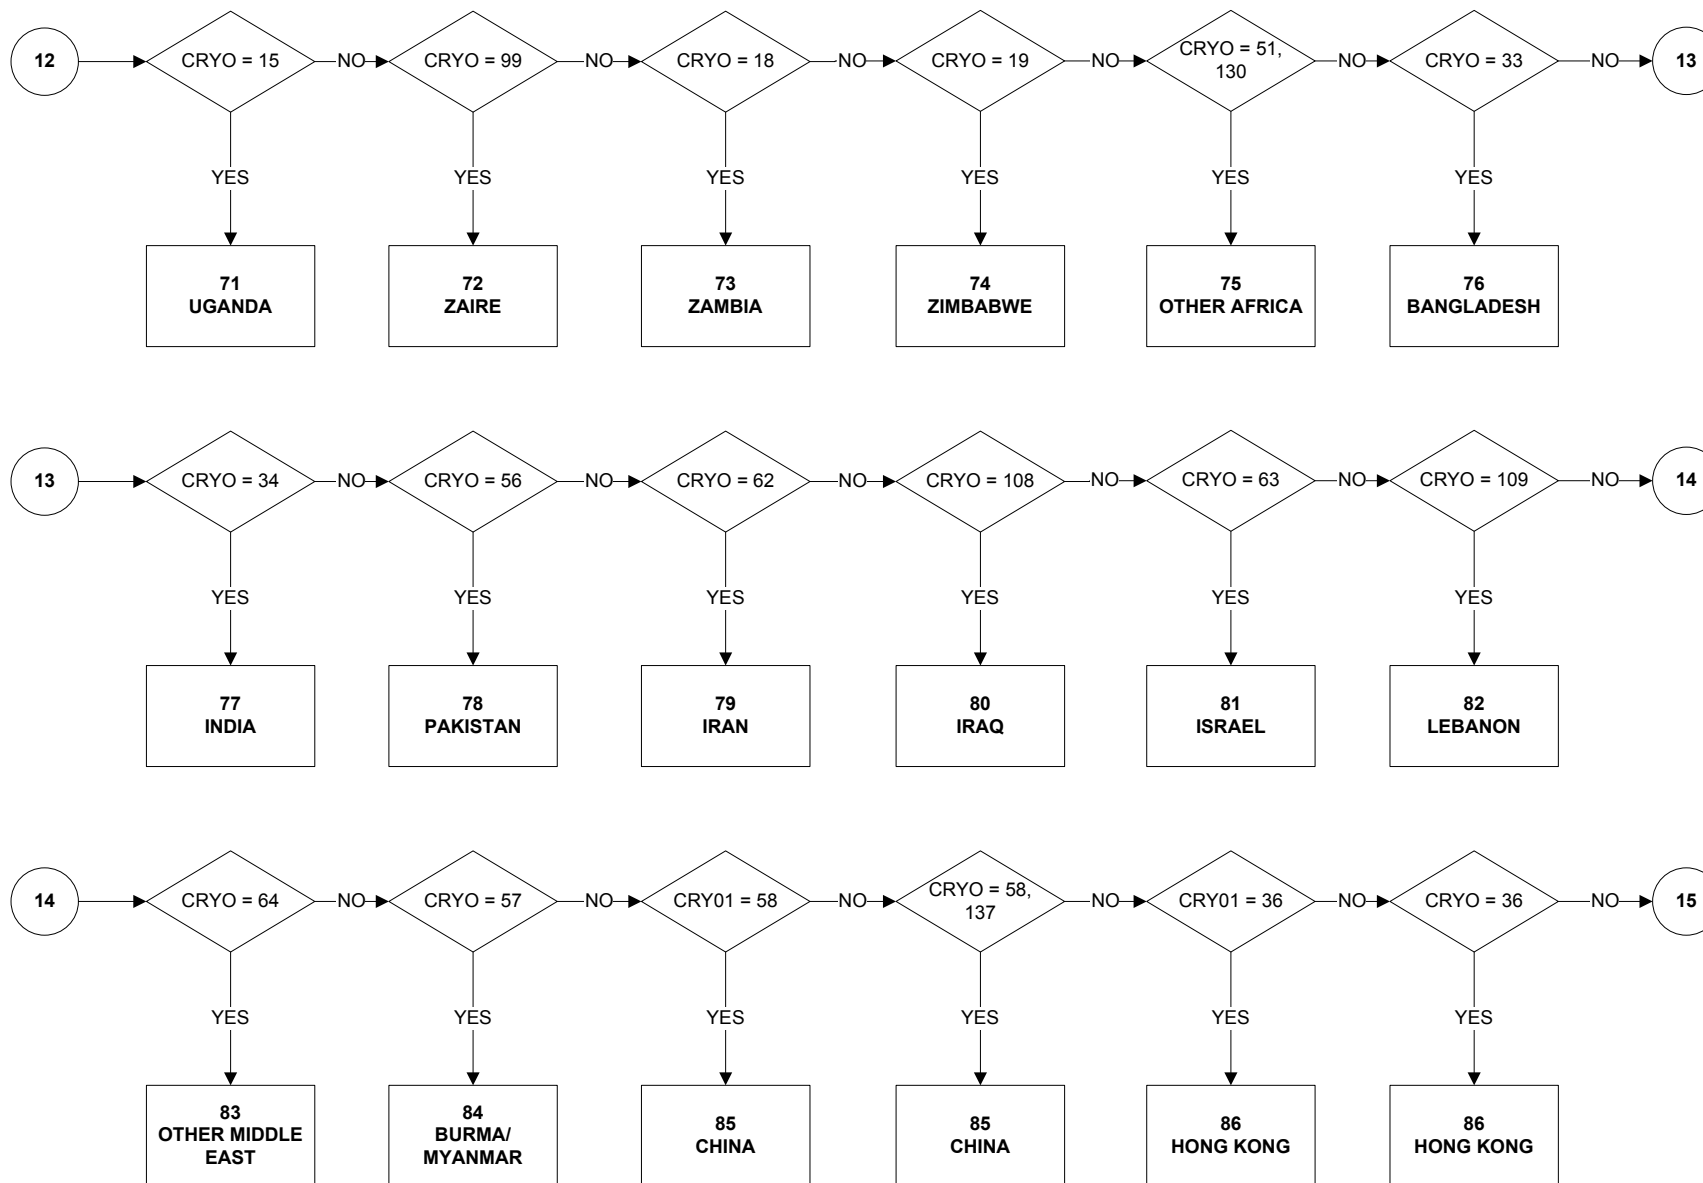 12
CRYO = 15
NO
CRYO = 99
NO
CRYO = 18
NO
CRYO = 19
NO
CRYO = 51,
130
NO
CRYO = 33
NO
13
YES
YES
YES
YES
YES
YES
71
UGANDA
72
ZAIRE
73
ZAMBIA
74
ZIMBABWE
75
OTHER AFRICA
76
BANGLADESH
13
CRYO = 34
NO
CRYO = 56
NO
CRYO = 62
NO
CRYO = 108
NO
CRYO = 63
NO
CRYO = 109
NO
14
YES
YES
YES
YES
YES
YES
77
INDIA
78
PAKISTAN
79
IRAN
80
IRAQ
81
ISRAEL
82
LEBANON
14
CRYO = 64
NO
CRYO = 57
NO
CRY01 = 58
NO
CRYO = 58,
137
NO
CRY01 = 36
NO
CRYO = 36
NO
15
YES
YES
YES
YES
YES
YES
83
OTHER MIDDLE
EAST
84
BURMA/
MYANMAR
85
CHINA
85
CHINA
86
HONG KONG
86
HONG KONG